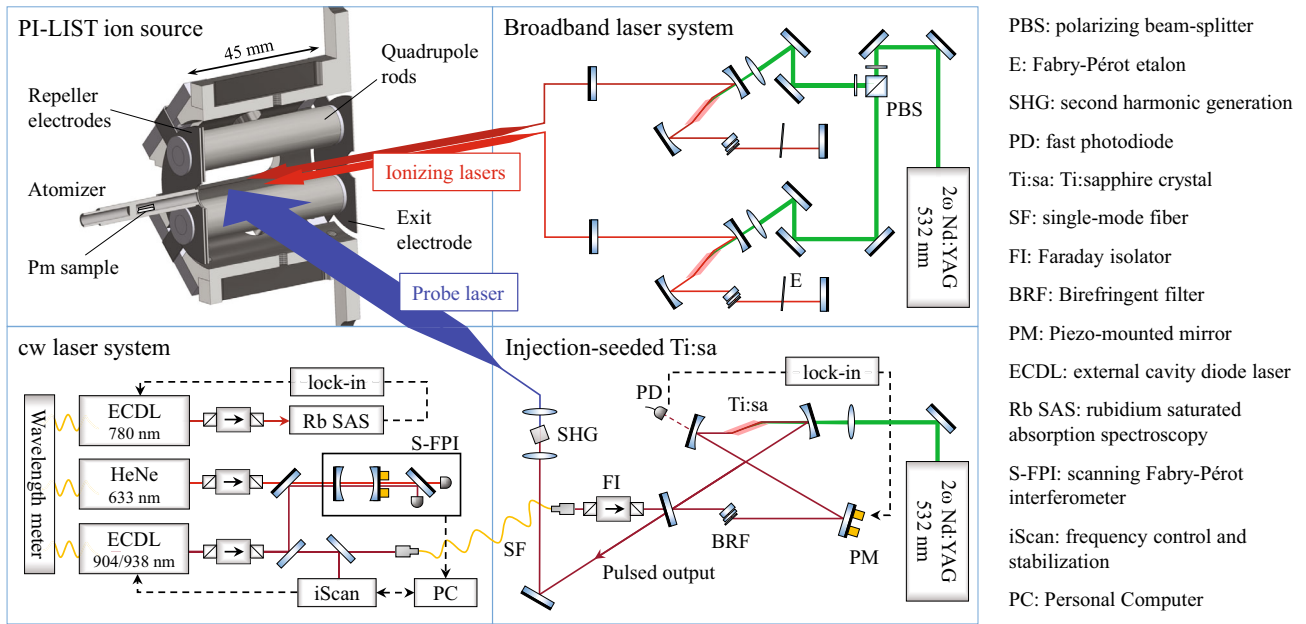 PI-LIST ion source
45 mm
Quadrupole
rods
Repeller
electrodes
Atomizer
Pm sample
Exit
electrode
Ionizing lasers
Probe laser
Broadband laser system
PBS
E
2ω Nd:YAG
532 nm
cw laser system
Wavelength meter
lock-in
ECDL
780 nm
Rb SAS
S-FPI
HeNe
633 nm
ECDL
904/938 nm
iScan
PC
SF
Injection-seeded Ti:sa
lock-in
PD
Ti:sa
SHG
FI
BRF
PM
Pulsed output
2ω Nd:YAG
532 nm
PBS: polarizing beam-splitter
E: Fabry-Pérot etalon
SHG: second harmonic generation
PD: fast photodiode
Ti:sa: Ti:sapphire crystal
SF: single-mode fiber
FI: Faraday isolator
BRF: Birefringent filter
PM: Piezo-mounted mirror
ECDL: external cavity diode laser
Rb SAS: rubidium saturated
absorption spectroscopy
S-FPI: scanning Fabry-Pérot
interferometer
iScan: frequency control and
stabilization
PC: Personal Computer